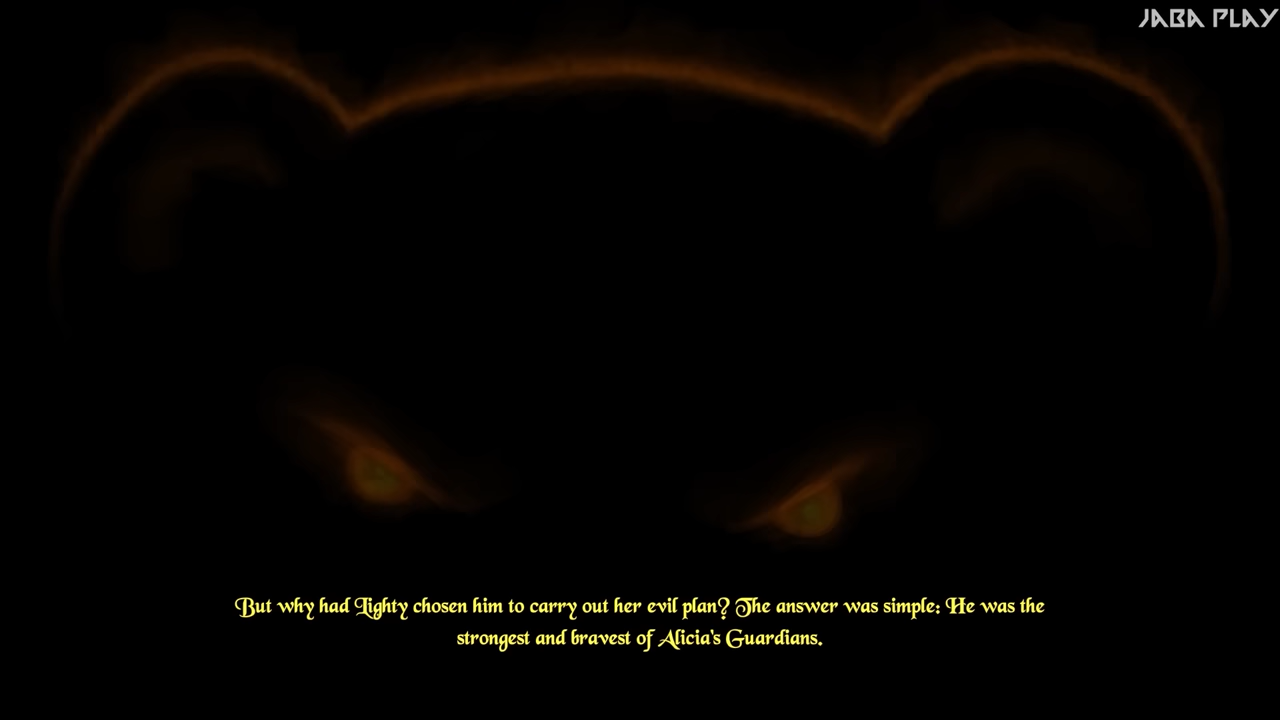 JABA PLAY
But why had Lighty chosen him to carry out her evil plan? The answer was simple: He was the
strongest and bravest of Alicia's Guardians.